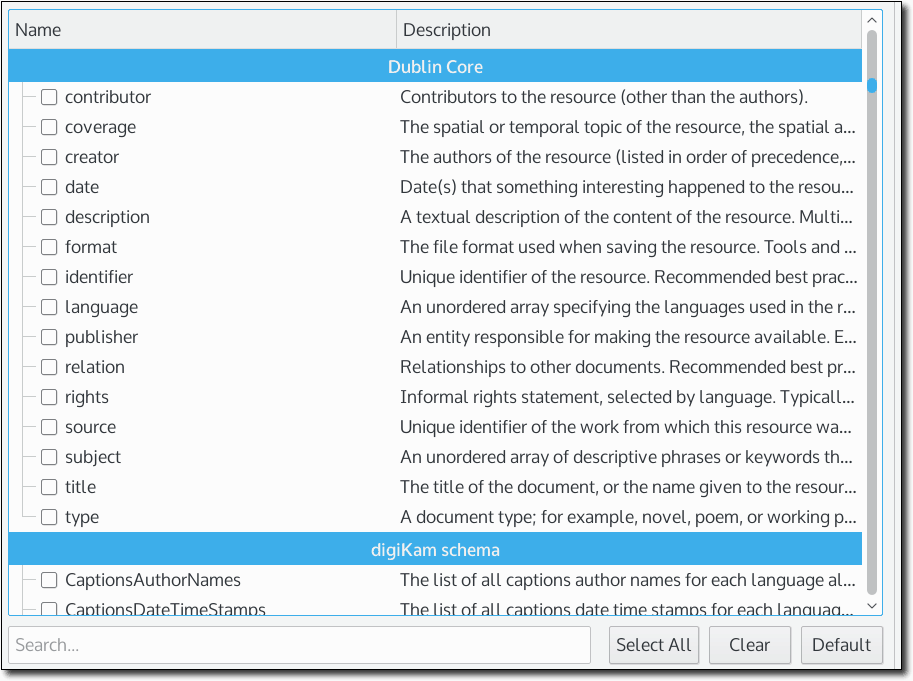 Name Description
Dublin Core
contributor Contributors to the resource (other than the authors).
coverage The spatial or temporal topic of the resource, the spatial a...
creator The authors of the resource (listed in order of precedence,...
date Date(s) that something interesting happened to the resou...
description A textual description of the content of the resource. Multi...
format The file format used when saving the resource. Tools and ...
identifier Unique identifier of the resource. Recommended best prac...
language An unordered array specifying the languages used in the r...
publisher An entity responsible for making the resource available. E...
relation Relationships to other documents. Recommended best pr...
rights Informal rights statement, selected by language. Typicall...
source Unique identifier of the work from which this resource wa...
subject An unordered array of descriptive phrases or keywords th...
title The title of the document, or the name given to the resour...
type A document type; for example, novel, poem, or working p...
digiKam schema
CaptionsAuthorNames The list of all captions author names for each language al...
CaptionsDateTimeStamps The list of all captions date time stamps for each languag...
Search... Select All Clear Default